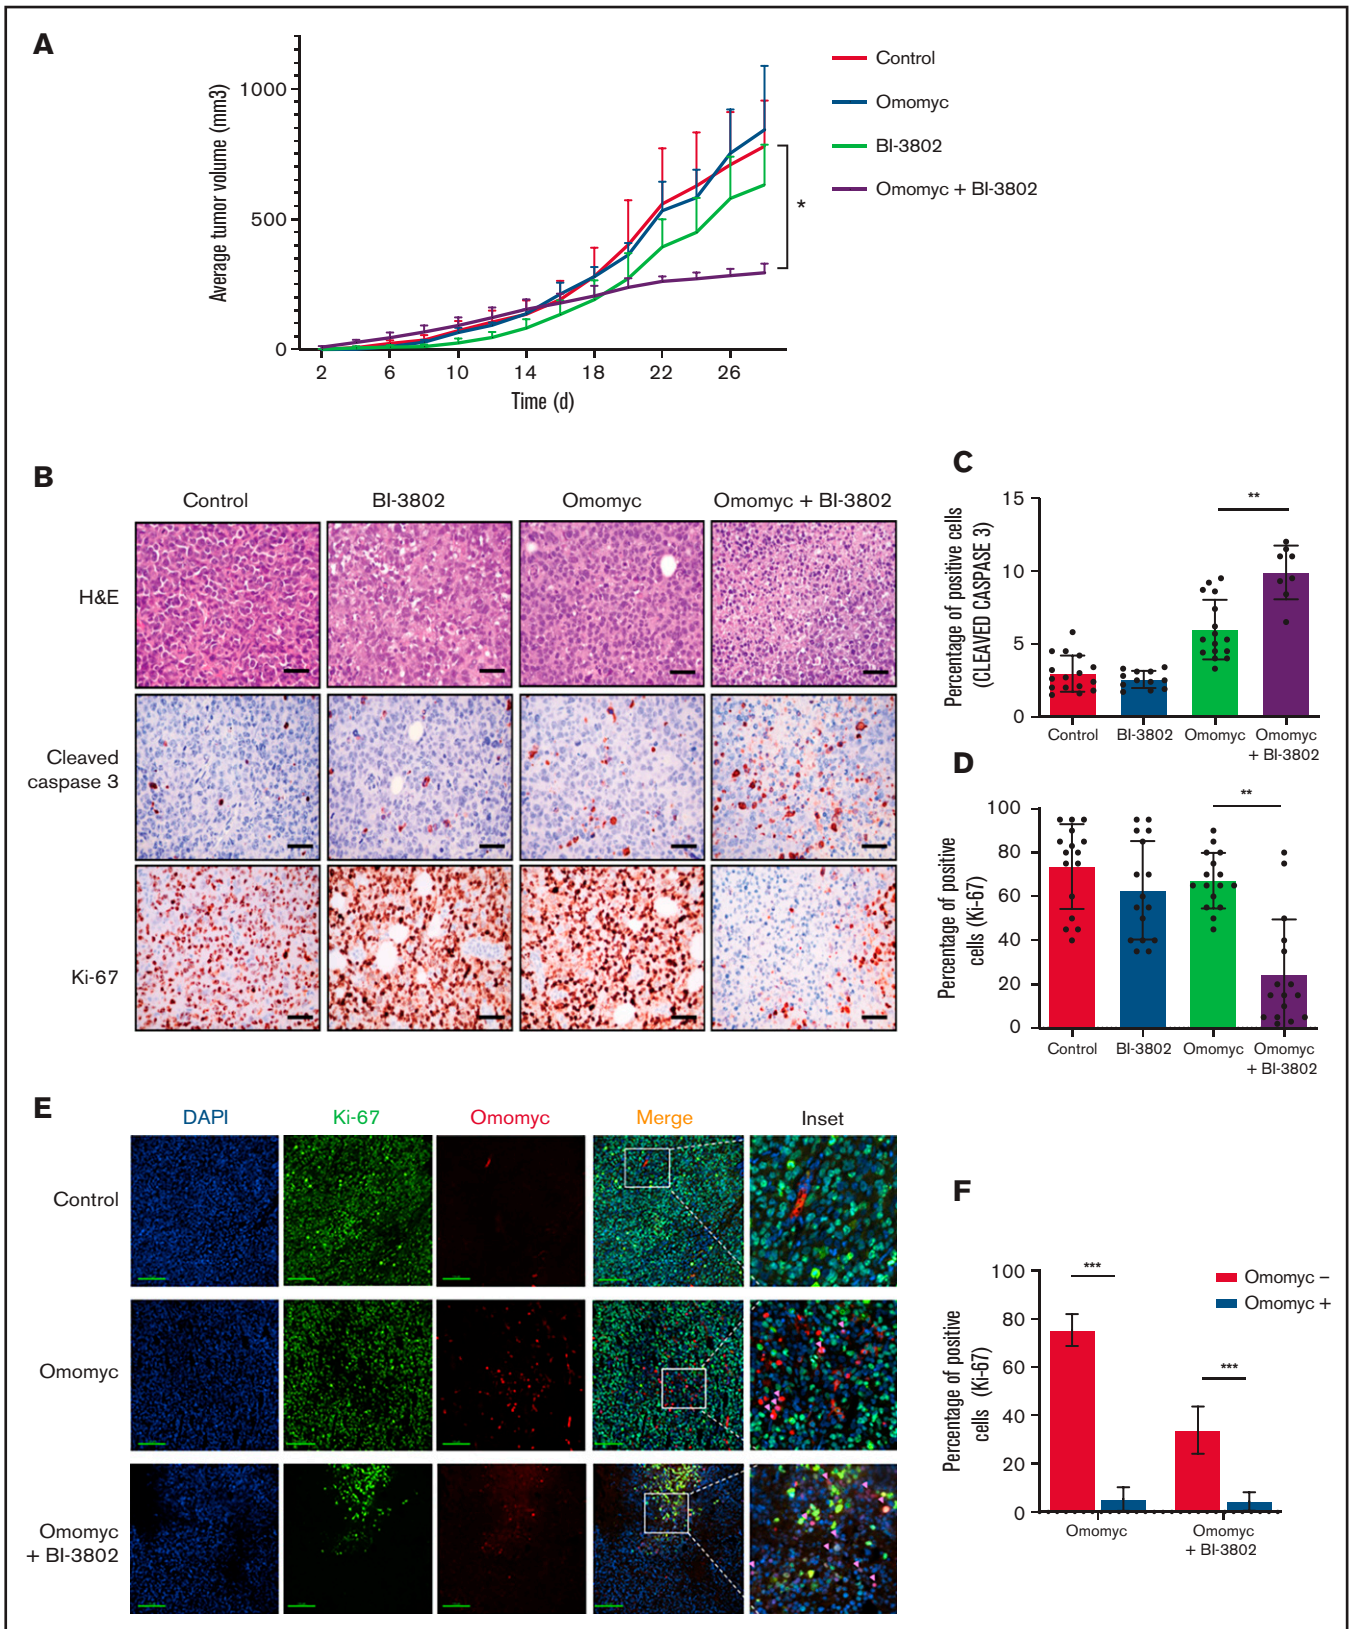 A
Average tumor volume (mm3)
1000
500
0
2 6 10 14 18 22 26
Time (d)
Control
Omomyc
BI-3802
Omomyc + BI-3802
*
B
Control BI-3802 Omomyc Omomyc + BI-3802
H&E
Cleaved
caspase 3
Ki-67
C
Percentage of positive cells
(CLEAVED CASPASE 3)
15
10
5
0
**
Control BI-3802 Omomyc Omomyc
+ BI-3802
D
Percentage of positive
cells (Ki-67)
100
80
60
40
20
0
**
Control BI-3802 Omomyc Omomyc
+ BI-3802
E
DAPI Ki-67 Omomyc Merge Inset
Control
Omomyc
Omomyc
+ BI-3802
F
Percentage of positive
cells (Ki-67)
100
80
60
40
20
0
***
***
Omomyc –
Omomyc +
Omomyc Omomyc
+ BI-3802